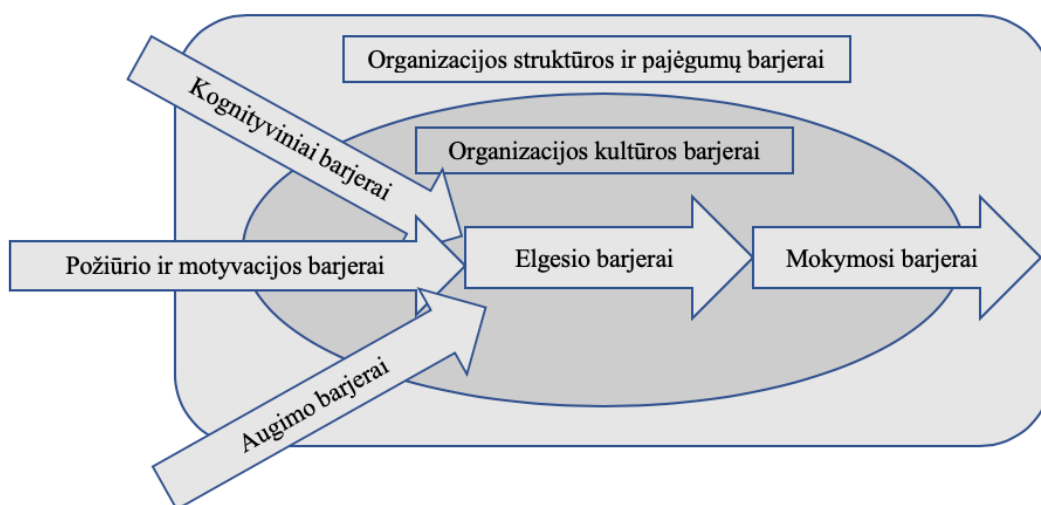 Organizacijos struktūros ir pajėgumų barjerai
Kognityviniai barjerai
Organizacijos kultūros barjerai
Požiūrio ir motyvacijos barjerai
Elgesio barjerai
Mokymosi barjerai
Augimo barjerai